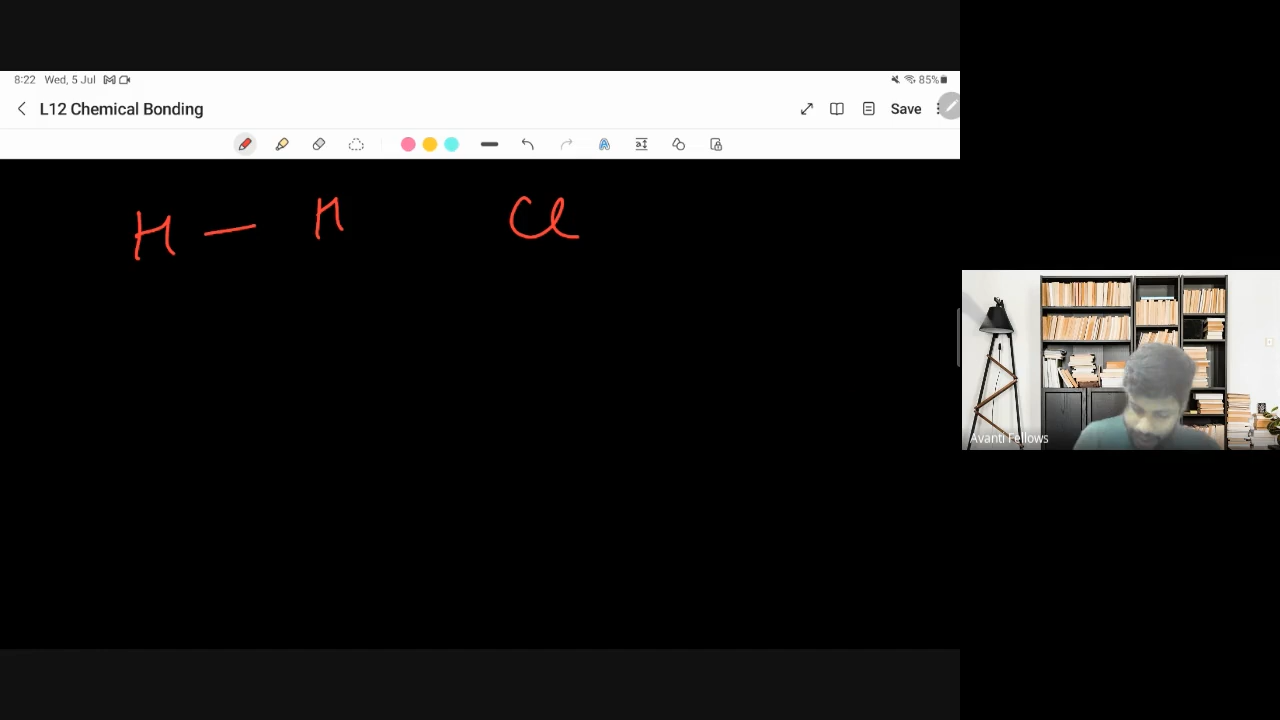 8:22 Wed, 5 Jul 85%
L12 Chemical Bonding Save
H — H Cl
Avanti Fellows